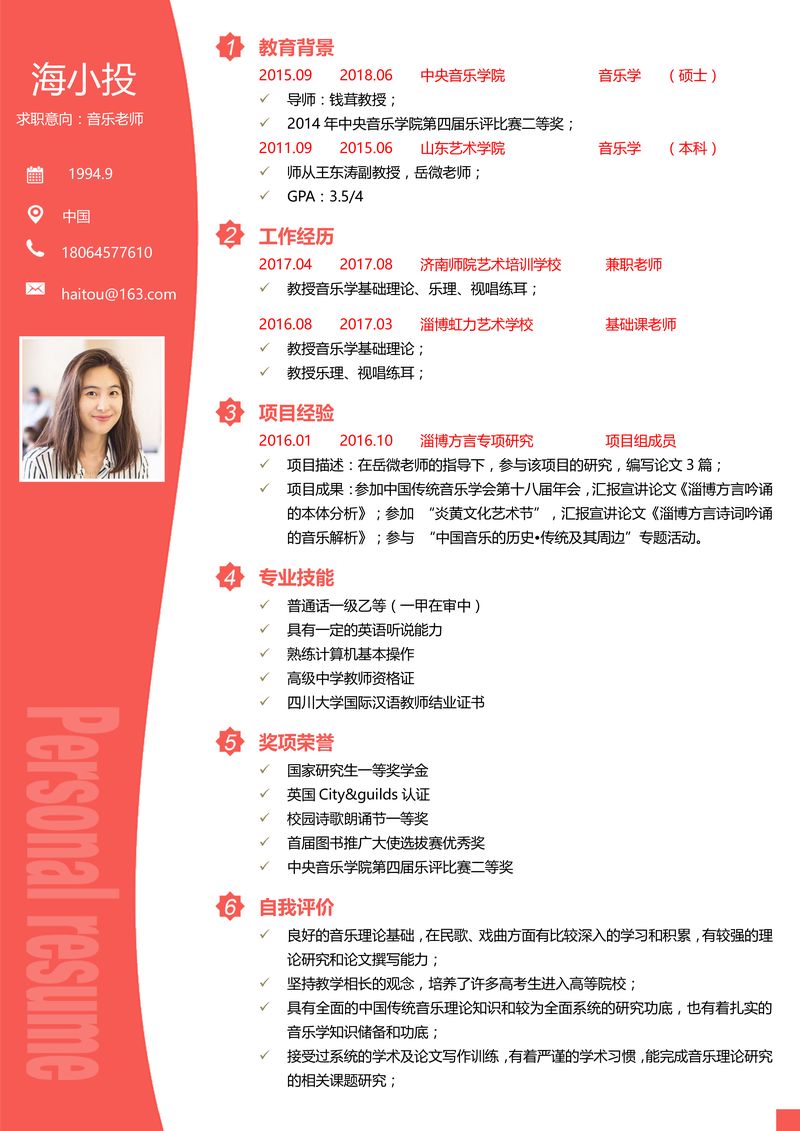 海小投
求职意向：音乐老师
1994.9
中国
18064577610
haitou@163.com
Personal resume
1 教育背景
2015.09 2018.06 中央音乐学院 音乐学 （硕士）
导师：钱茸教授；
2014 年中央音乐学院第四届乐评比赛二等奖；
2011.09 2015.06 山东艺术学院 音乐学 （本科）
师从王东涛副教授，岳微老师；
GPA：3.5/4
2 工作经历
2017.04 2017.08 济南师院艺术培训学校 兼职老师
教授音乐学基础理论、乐理、视唱练耳；
2016.08 2017.03 淄博虹力艺术学校 基础课老师
教授音乐学基础理论；
教授乐理、视唱练耳；
3 项目经验
2016.01 2016.10 淄博方言专项研究 项目组成员
项目描述：在岳微老师的指导下，参与该项目的研究，编写论文 3 篇；
项目成果：参加中国传统音乐学会第十八届年会，汇报宣讲论文《淄博方言吟诵
的本体分析》；参加 “炎黄文化艺术节”，汇报宣讲论文《淄博方言诗词吟诵
的音乐解析》；参与 “中国音乐的历史•传统及其周边”专题活动。
4 专业技能
普通话一级乙等（一甲在审中）
具有一定的英语听说能力
熟练计算机基本操作
高级中学教师资格证
四川大学国际汉语教师结业证书
5 奖项荣誉
国家研究生一等奖学金
英国 City&guilds 认证
校园诗歌朗诵节一等奖
首届图书推广大使选拔赛优秀奖
中央音乐学院第四届乐评比赛二等奖
6 自我评价
良好的音乐理论基础，在民歌、戏曲方面有比较深入的学习和积累，有较强的理
论研究和论文撰写能力；
坚持教学相长的观念，培养了许多高考生进入高等院校；
具有全面的中国传统音乐理论知识和较为全面系统的研究功底，也有着扎实的
音乐学知识储备和功底；
接受过系统的学术及论文写作训练，有着严谨的学术习惯，能完成音乐理论研究
的相关课题研究；